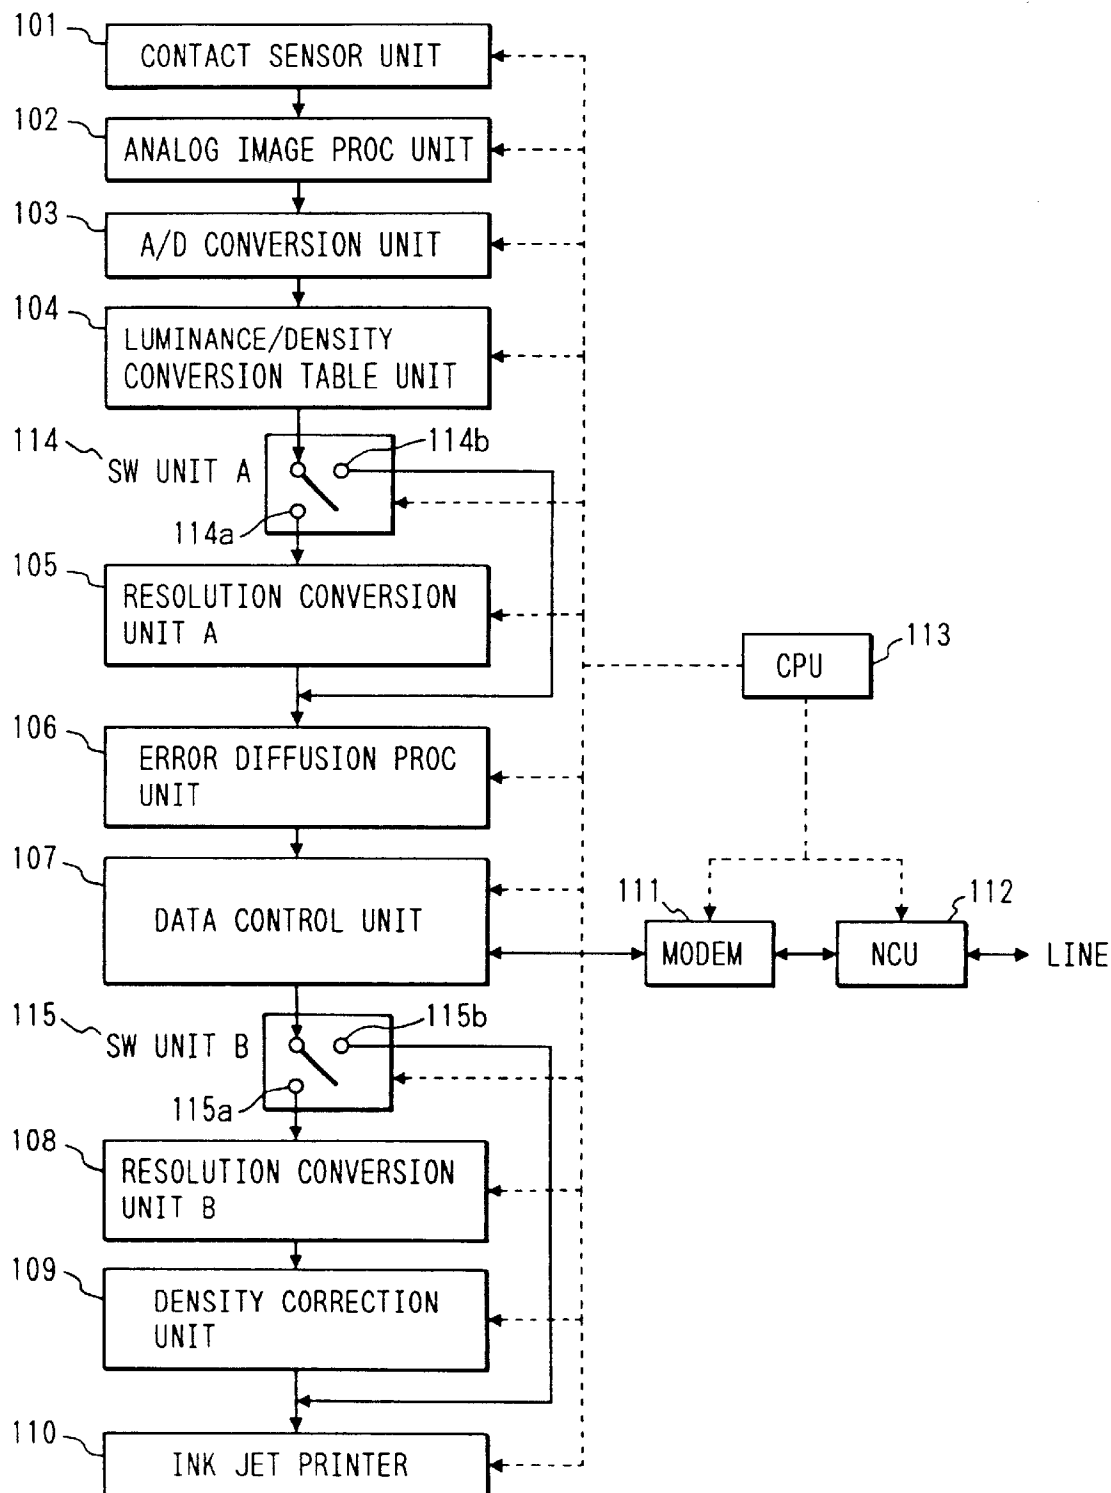 101
CONTACT SENSOR UNIT
102
ANALOG IMAGE PROC UNIT
103
A/D CONVERSION UNIT
104
LUMINANCE/DENSITY
CONVERSION TABLE UNIT
114
SW UNIT A
114b
114a
105
RESOLUTION CONVERSION
UNIT A
113
CPU
106
ERROR DIFFUSION PROC
UNIT
107
DATA CONTROL UNIT
111
MODEM
112
NCU
LINE
115
SW UNIT B
115b
115a
108
RESOLUTION CONVERSION
UNIT B
109
DENSITY CORRECTION
UNIT
110
INK JET PRINTER